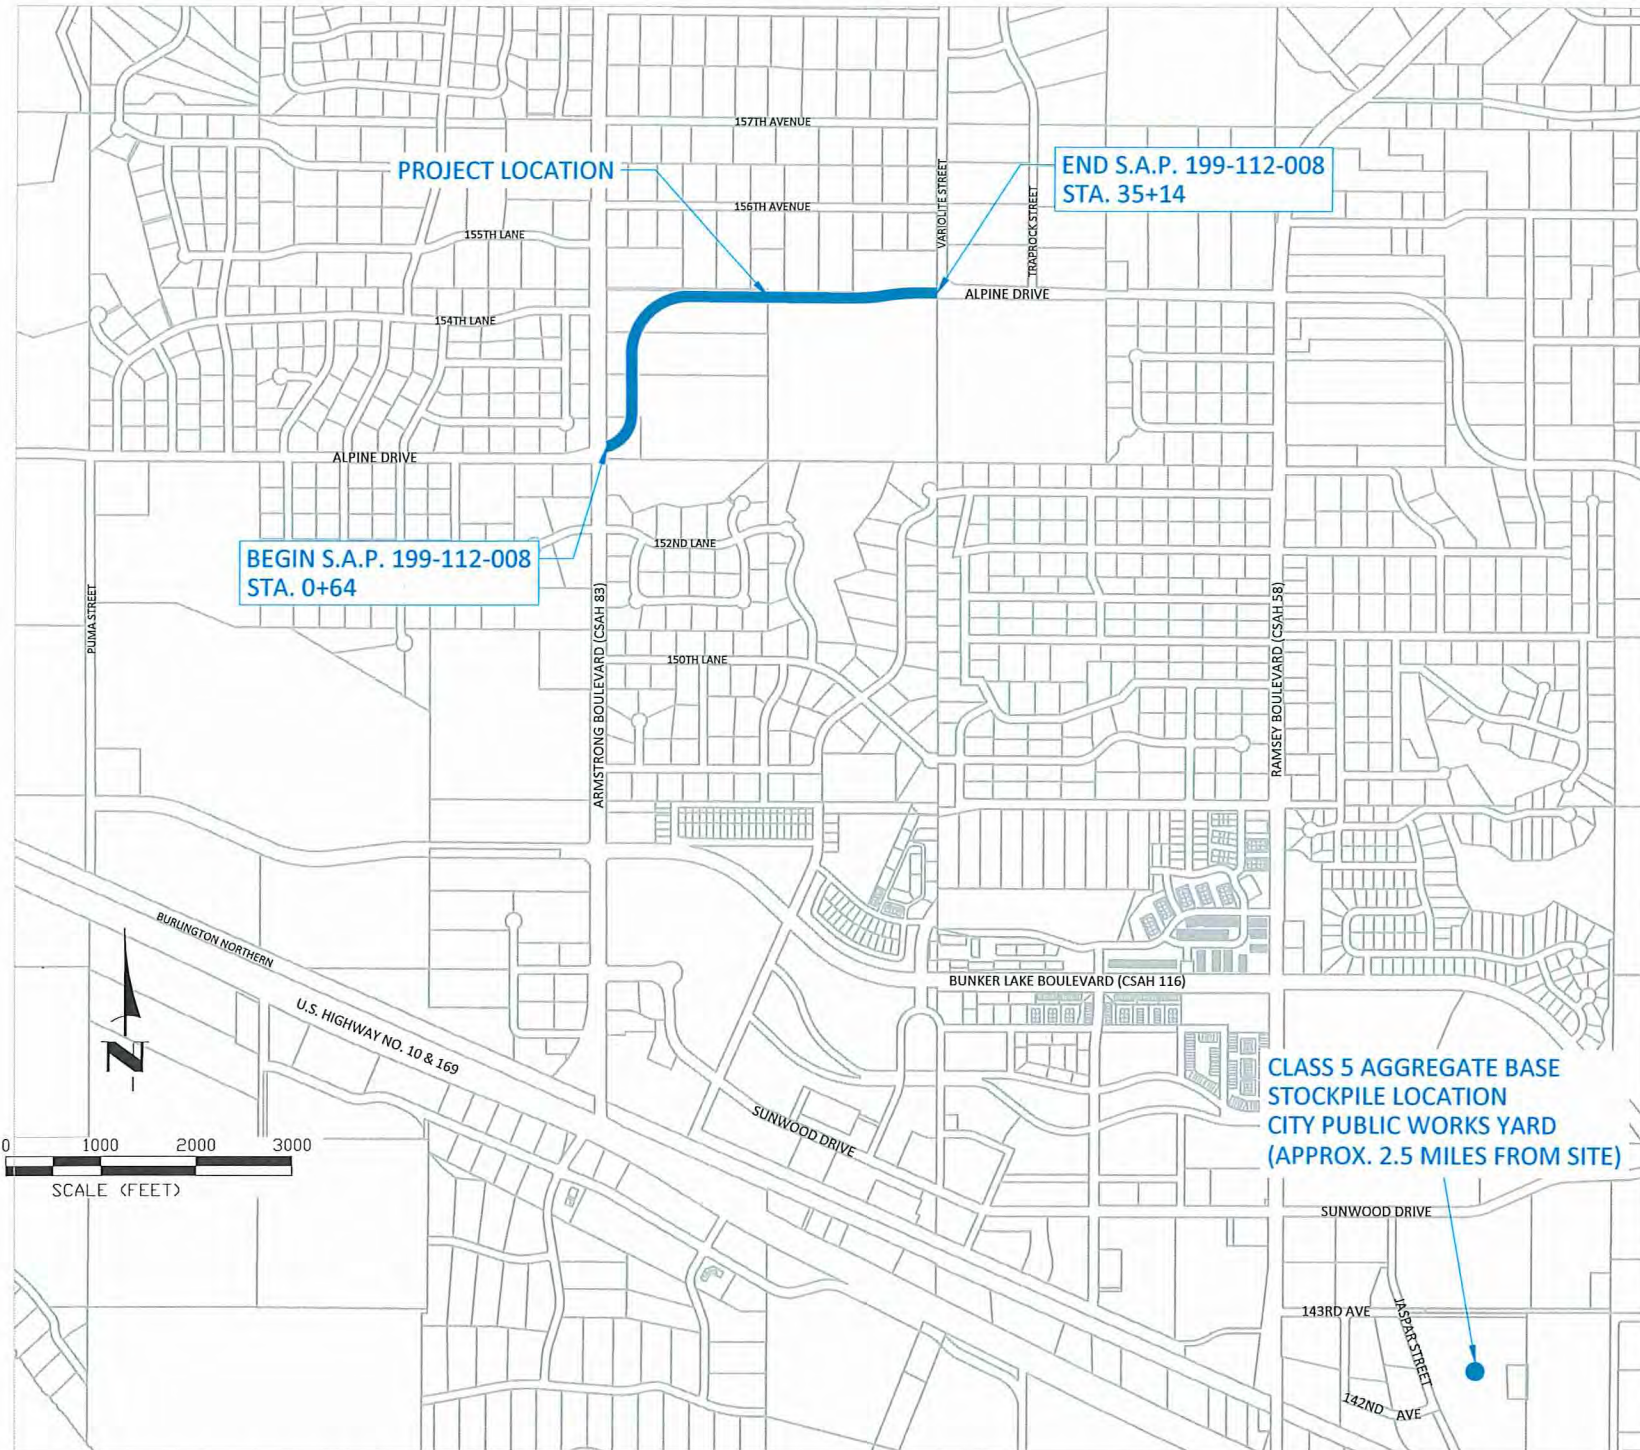 157TH AVENUE
PROJECT LOCATION
END S.A.P. 199-112-008
STA. 35+14
VARIOLITE STREET
TRAPROCK STREET
156TH AVENUE
155TH LANE
ALPINE DRIVE
154TH LANE
ALPINE DRIVE
BEGIN S.A.P. 199-112-008
STA. 0+64
152ND LANE
PUMA STREET
ARMSTRONG BOULEVARD (CSAH 83)
RAMSEY BOULEVARD (CSAH 58)
150TH LANE
BURLINGTON NORTHERN
U.S. HIGHWAY NO. 10 & 169
BUNKER LAKE BOULEVARD (CSAH 116)
N
CLASS 5 AGGREGATE BASE
STOCKPILE LOCATION
CITY PUBLIC WORKS YARD
(APPROX. 2.5 MILES FROM SITE)
SUNWOOD DRIVE
0 1000 2000 3000
SCALE (FEET)
SUNWOOD DRIVE
143RD AVE
JASPAR STREET
142ND AVE